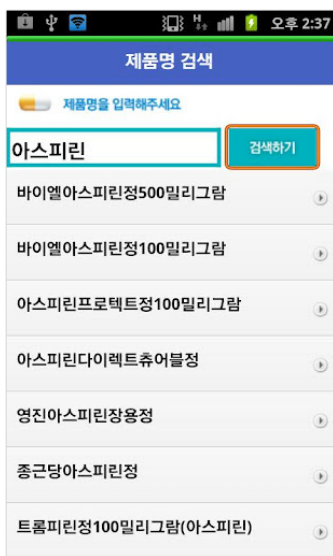 오후 2:37
제품명 검색
제품명을 입력해주세요
아스피린
검색하기
바이엘아스피린정500밀리그람
바이엘아스피린정100밀리그람
아스피린프로텍트정100밀리그람
아스피린다이렉트츄어블정
영진아스피린장용정
종근당아스피린정
트롬피린정100밀리그람(아스피린)